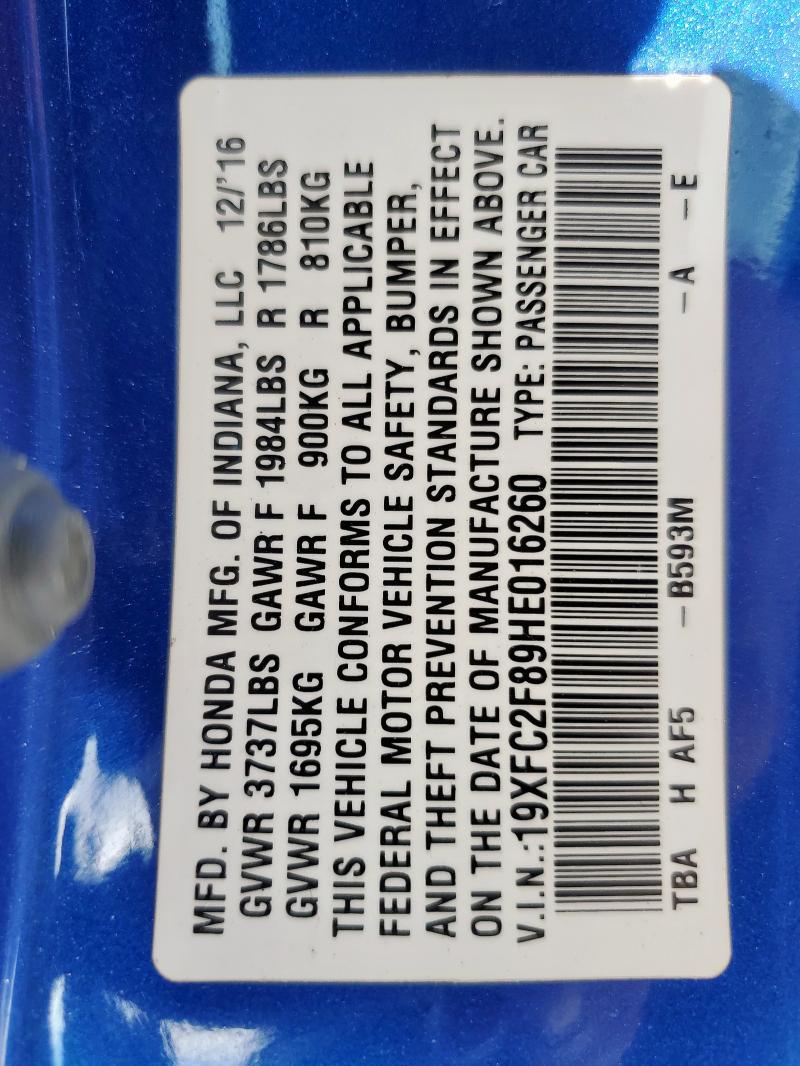 MFD. BY HONDA MFG. OF INDIANA, LLC 12/'16
GVWR 3737LBS GAWR F 1984LBS R 1786LBS
GVWR 1695KG GAWR F 900KG R 810KG
THIS VEHICLE CONFORMS TO ALL APPLICABLE
FEDERAL MOTOR VEHICLE SAFETY, BUMPER,
AND THEFT PREVENTION STANDARDS IN EFFECT
ON THE DATE OF MANUFACTURE SHOWN ABOVE.
V.I.N.:19XFC2F89HE016260 TYPE: PASSENGER CAR
TBA H AF5 –B593M –A –E